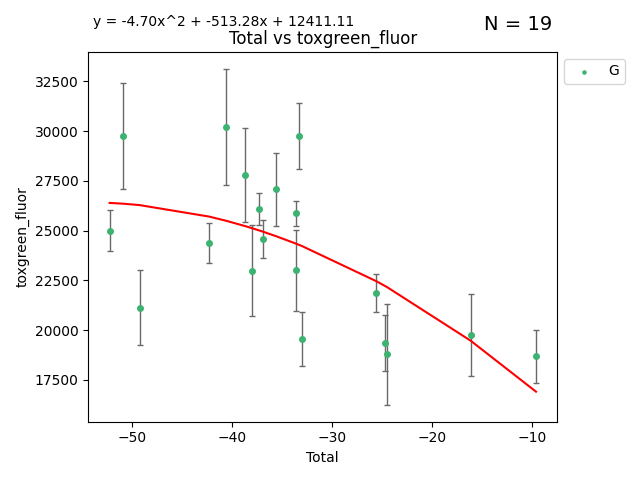 y = -4.70x^2 + -513.28x + 12411.11
N = 19
Total vs toxgreen_fluor
G
32500
30000
27500
25000
22500
20000
17500
toxgreen_fluor
−50
−40
−30
−20
−10
Total